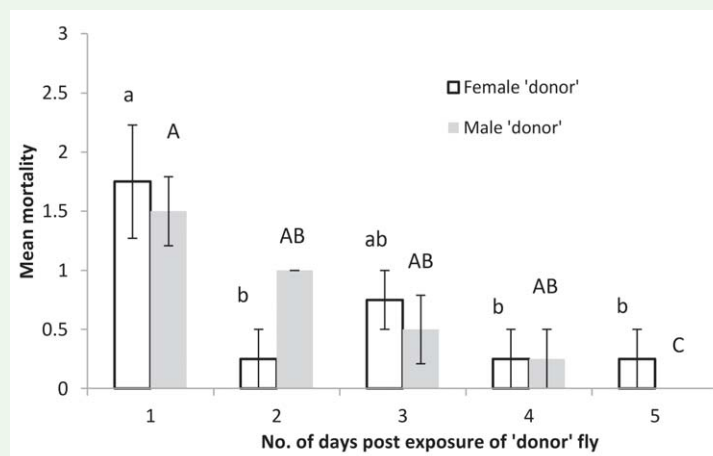 3
2.5
2
1.5
1
0.5
0
Mean mortality
Female 'donor'
Male 'donor'
a
A
b
AB
ab
AB
b
AB
b
C
1 2 3 4 5
No. of days post exposure of 'donor' fly